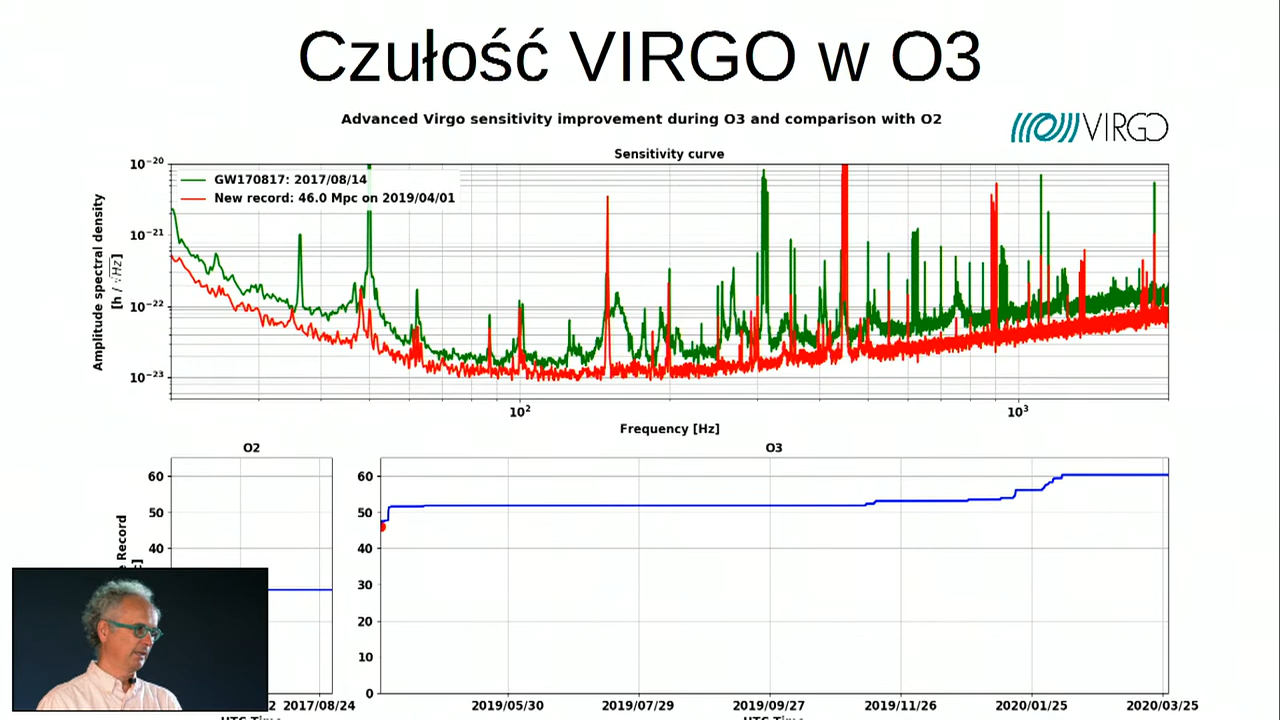 Czułość VIRGO w O3
Advanced Virgo sensitivity improvement during O3 and comparison with O2
VIRGO
Sensitivity curve
GW170817: 2017/08/14
New record: 46.0 Mpc on 2019/04/01
10⁻²⁰
10⁻²¹
10⁻²²
10⁻²³
Amplitude spectral density
[h / √Hz]
10² 10³
Frequency [Hz]
O2
60
50
40
Record
2017/08/24
O3
60
50
40
30
20
10
0
2019/05/30 2019/07/29 2019/09/27 2019/11/26 2020/01/25 2020/03/25